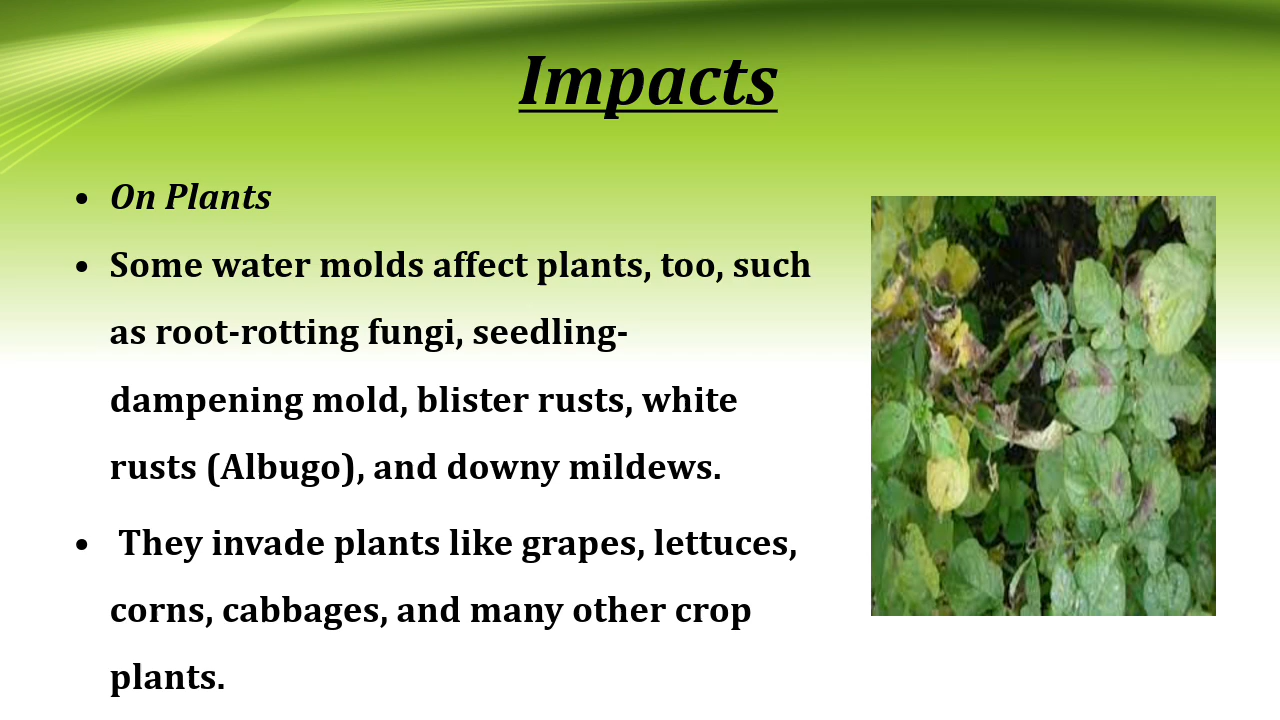 Impacts
• On Plants
• Some water molds affect plants, too, such
as root-rotting fungi, seedling-
dampening mold, blister rusts, white
rusts (Albugo), and downy mildews.
• They invade plants like grapes, lettuces,
corns, cabbages, and many other crop
plants.